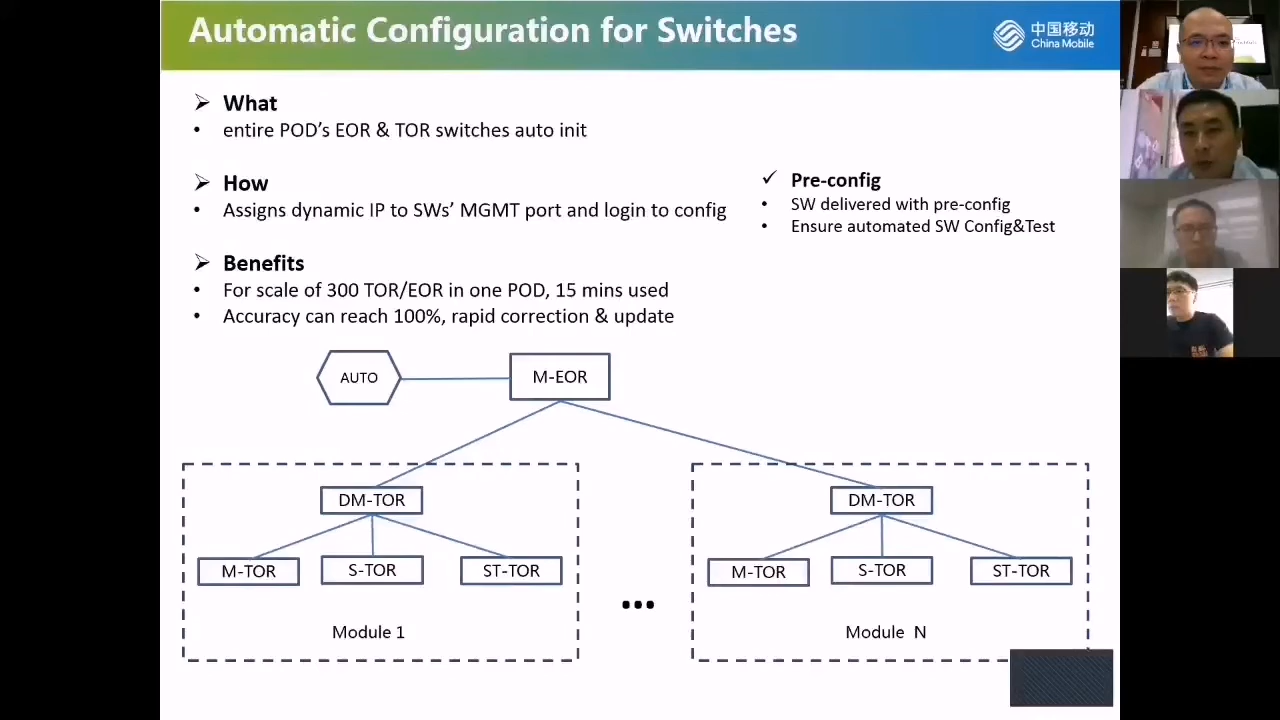 Automatic Configuration for Switches
中国移动
China Mobile
What
entire POD's EOR & TOR switches auto init
How
Assigns dynamic IP to SWs' MGMT port and login to config
Pre-config
SW delivered with pre-config
Ensure automated SW Config&Test
Benefits
For scale of 300 TOR/EOR in one POD, 15 mins used
Accuracy can reach 100%, rapid correction & update
AUTO
M-EOR
DM-TOR
M-TOR
S-TOR
ST-TOR
Module 1
...
DM-TOR
M-TOR
S-TOR
ST-TOR
Module N